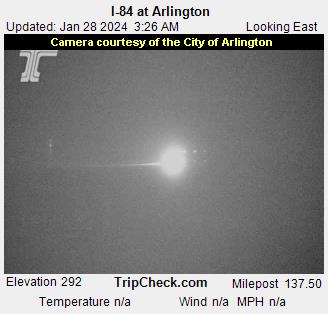 I-84 at Arlington
Updated: Jan 28 2024 3:26 AM Looking East
Camera courtesy of the City of Arlington
Elevation 292 TripCheck.com Milepost 137.50
Temperature n/a Wind n/a MPH n/a